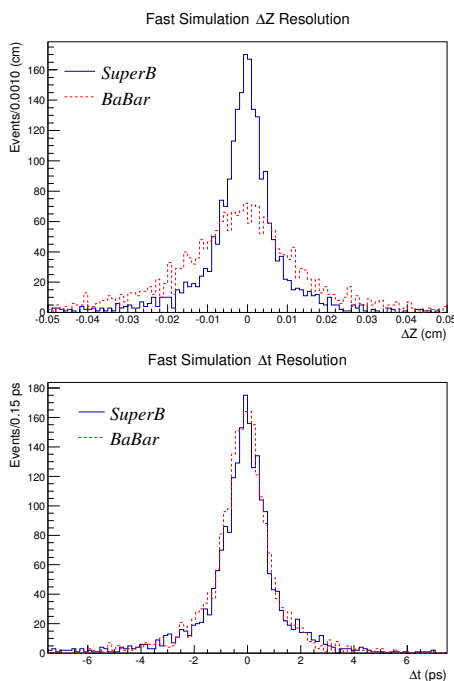 Fast Simulation ΔZ Resolution
Events/0.0010 (cm)
160
140
120
100
80
60
40
20
0
SuperB
BaBar
-0.05 -0.04 -0.03 -0.02 -0.01 0 0.01 0.02 0.03 0.04 0.05
ΔZ (cm)
Fast Simulation Δt Resolution
Events/0.15 ps
180
160
140
120
100
80
60
40
20
0
SuperB
BaBar
-6 -4 -2 0 2 4 6
Δt (ps)